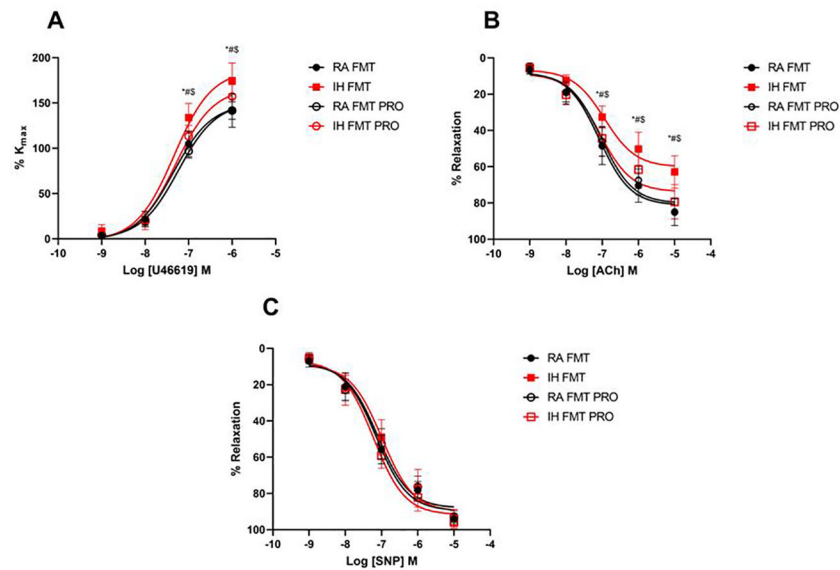 A
200
150
100
50
0
% Kmax
-10 -9 -8 -7 -6 -5
Log [U46619] M
*#$
*#$
RA FMT
IH FMT
RA FMT PRO
IH FMT PRO
B
0
20
40
60
80
100
% Relaxation
-10 -9 -8 -7 -6 -5 -4
Log [ACh] M
*#$
*#$
*#$
RA FMT
IH FMT
RA FMT PRO
IH FMT PRO
C
0
20
40
60
80
100
% Relaxation
-10 -9 -8 -7 -6 -5 -4
Log [SNP] M
RA FMT
IH FMT
RA FMT PRO
IH FMT PRO